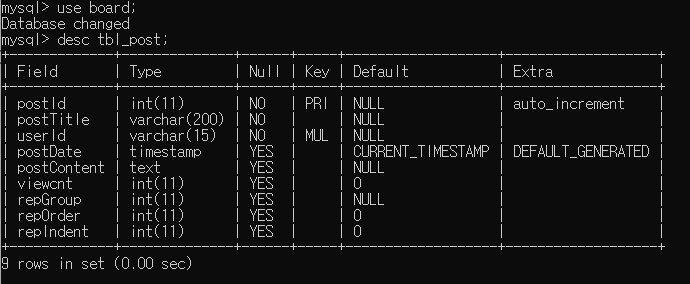 mysql> use board;
Database changed
mysql> desc tbl_post;
+-------------+--------------+------+-----+-------------------+-------------------+
| Field       | Type         | Null | Key | Default           | Extra             |
+-------------+--------------+------+-----+-------------------+-------------------+
| postId      | int(11)      | NO   | PRI | NULL              | auto_increment    |
| postTitle   | varchar(200) | NO   |     | NULL              |                   |
| userId      | varchar(15)  | NO   | MUL | NULL              |                   |
| postDate    | timestamp    | YES  |     | CURRENT_TIMESTAMP | DEFAULT_GENERATED |
| postContent | text         | YES  |     | NULL              |                   |
| viewcnt     | int(11)      | YES  |     | 0                 |                   |
| repGroup    | int(11)      | YES  |     | NULL              |                   |
| repOrder    | int(11)      | YES  |     | 0                 |                   |
| repIndent   | int(11)      | YES  |     | 0                 |                   |
+-------------+--------------+------+-----+-------------------+-------------------+
9 rows in set (0.00 sec)